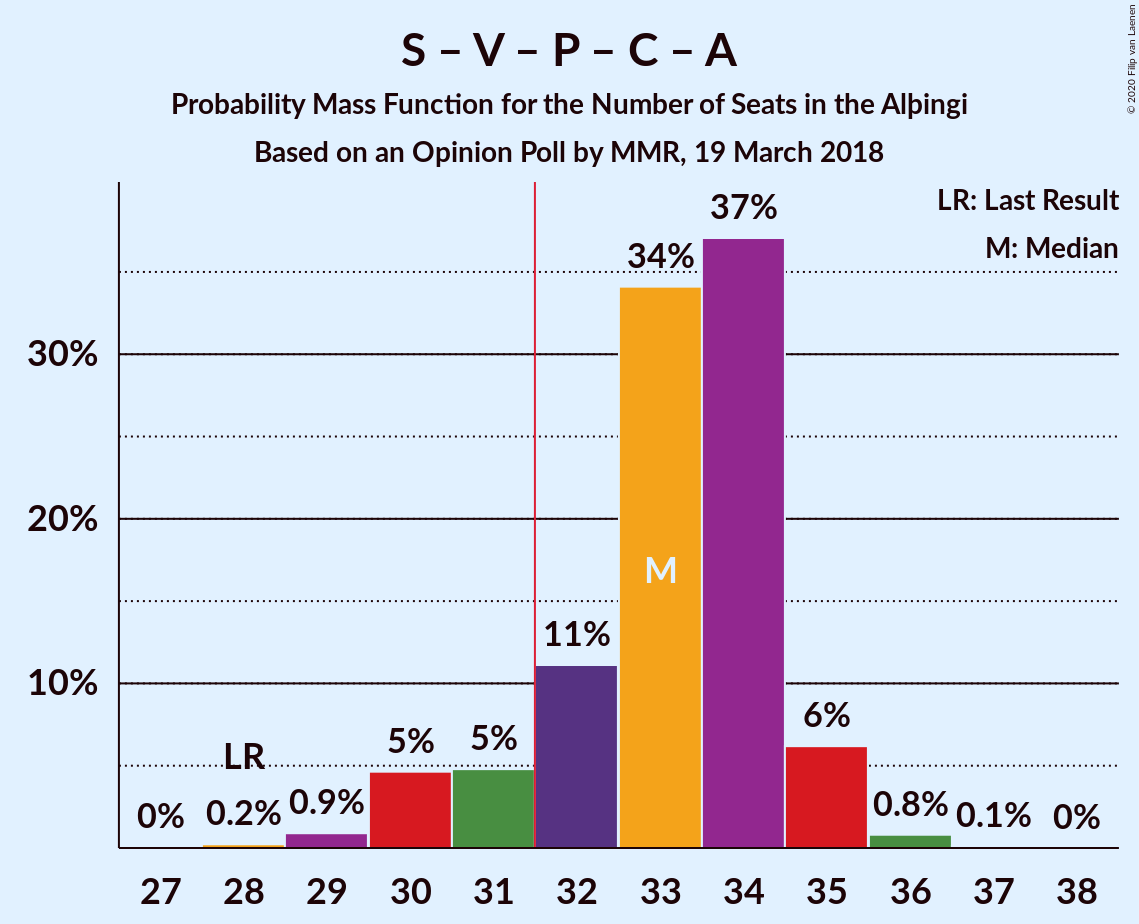 S – V – P – C – A
Probability Mass Function for the Number of Seats in the Alþingi
Based on an Opinion Poll by MMR, 19 March 2018
© 2020 Filip van Laenen
LR: Last Result
M: Median
30%
20%
10%
0%
LR
0.2%
0.9%
5%
5%
11%
34%
M
37%
6%
0.8%
0.1%
0%
27 28 29 30 31 32 33 34 35 36 37 38